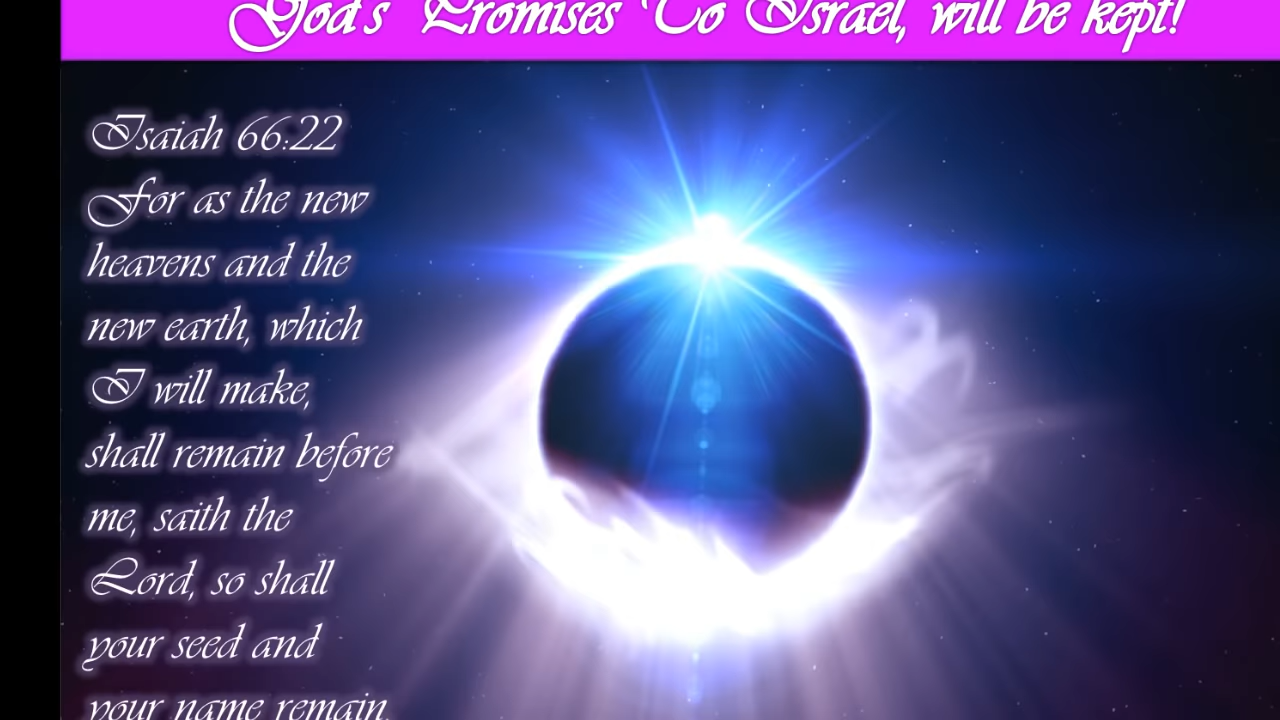 God's Promises To Israel, will be kept!
Isaiah 66:22
For as the new
heavens and the
new earth, which
I will make,
shall remain before
me, saith the
Lord, so shall
your seed and
your name remain.